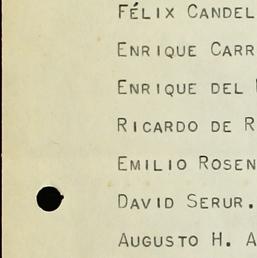 FÉLIX CANDEL
ENRIQUE CARR
ENRIQUE DEL
RICARDO DE R
EMILIO ROSEN
DAVID SERUR.
AUGUSTO H. A